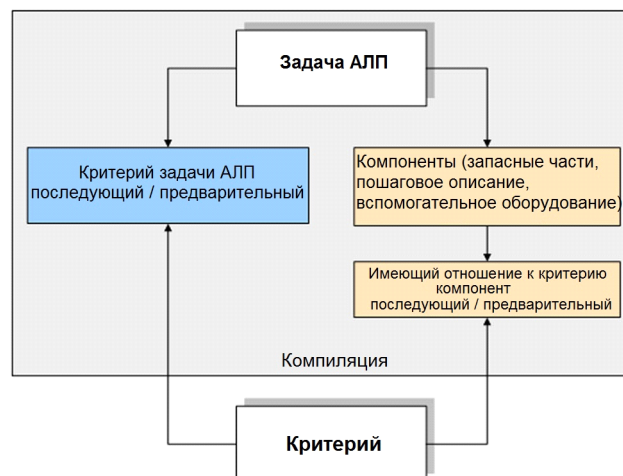 Задача АЛП
Критерий задачи АЛП
последующий / предварительный
Компоненты (запасные части,
пошаговое описание,
вспомогательное оборудование)
Имеющий отношение к критерию
компонент
последующий / предварительный
Компиляция
Критерий